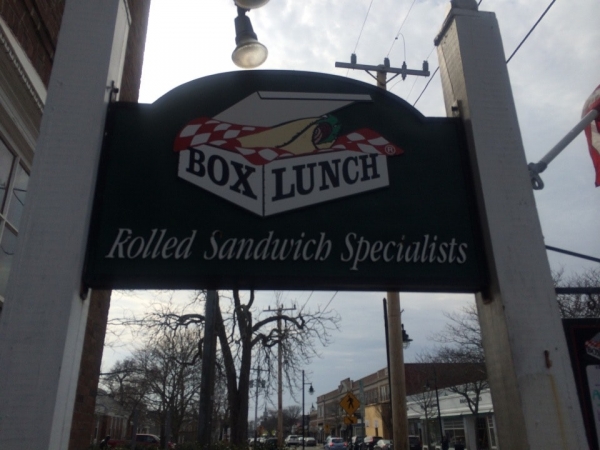 BOX LUNCH®
Rolled Sandwich Specialists